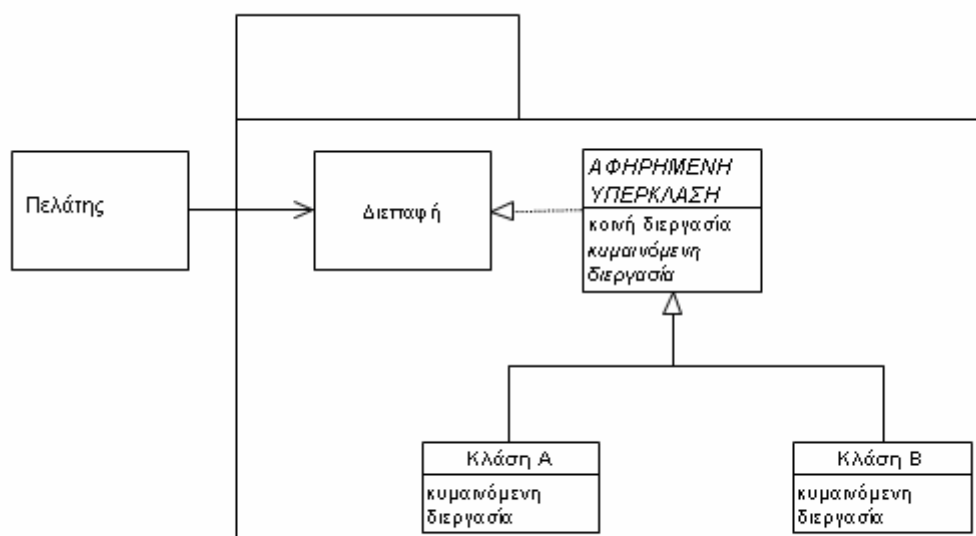 Πελάτης
Διεπαφή
ΑΦΗΡΗΜΕΝΗ
ΥΠΕΡΚΛΑΣΗ
κοινή διεργασία
κυμαινόμενη
διεργασία
Κλάση Α
κυμαινόμενη
διεργασία
Κλάση Β
κυμαινόμενη
διεργασία